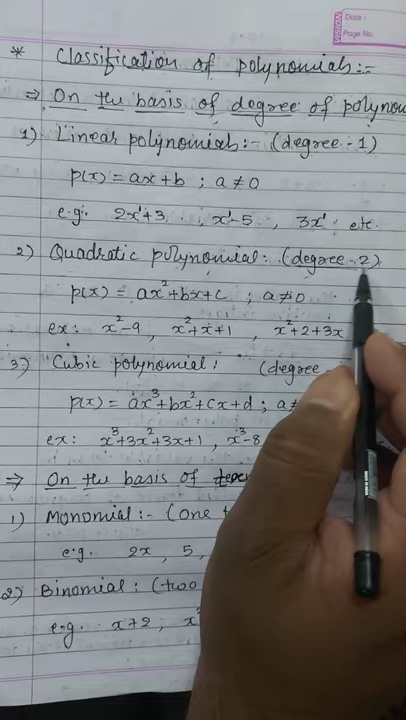 VISION
Date :
Page No.
* Classification of polynomials :-
⇒ On the basis of degree of polynom
1) Linear polynomials :- (degree - 1)
p(x) = ax + b ; a ≠ 0
e.g. 2x¹+3 , x¹-5 , 3x¹ etc.
2) Quadratic polynomial : (degree - 2)
p(x) = ax² + bx + c ; a ≠ 0
ex: x²-9 , x²+x+1 , x²+2+3x
3) Cubic polynomial : (degree -
p(x) = ax³+bx²+cx+d ; a≠
ex: x³+3x²+3x+1 , x³-8
⇒ On the basis of
1) Monomial :- (one
e.g. 2x , 5 ,
2) Binomial : (two
e.g. x+2 ;